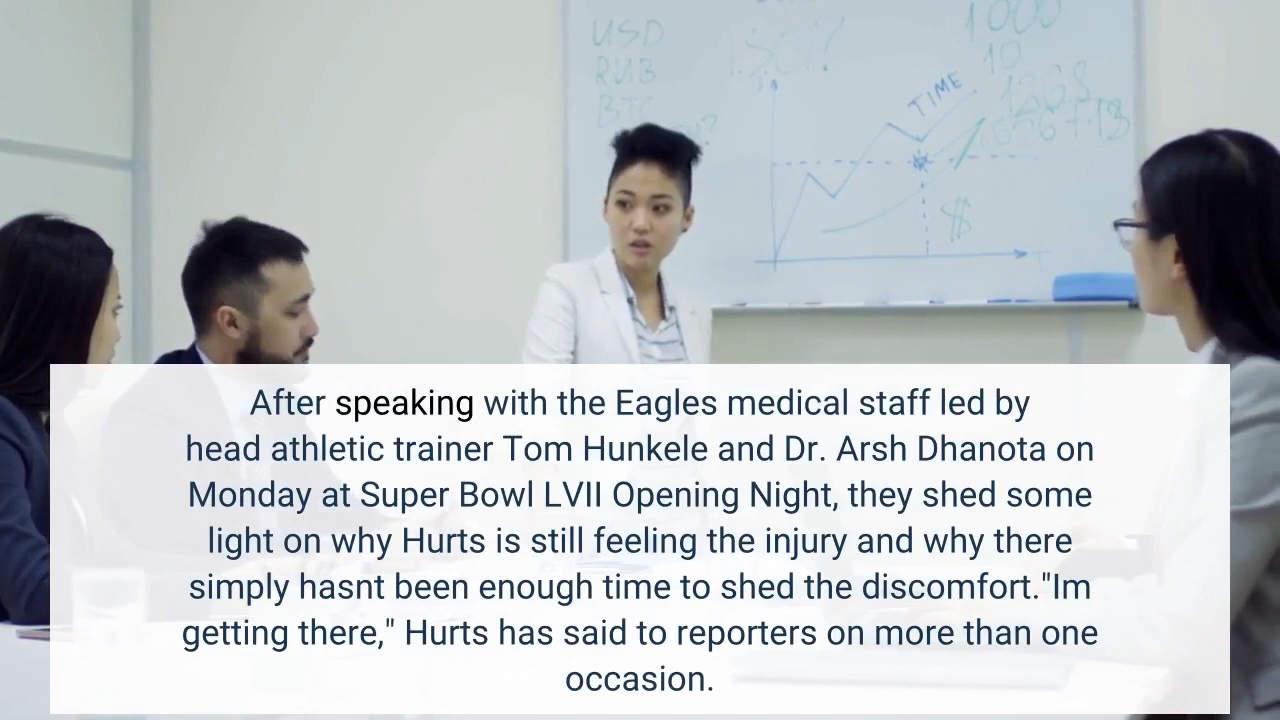 USD
RUB
BTC
1000
10
TIME
$
After speaking with the Eagles medical staff led by
head athletic trainer Tom Hunkele and Dr. Arsh Dhanota on
Monday at Super Bowl LVII Opening Night, they shed some
light on why Hurts is still feeling the injury and why there
simply hasnt been enough time to shed the discomfort."Im
getting there," Hurts has said to reporters on more than one
occasion.